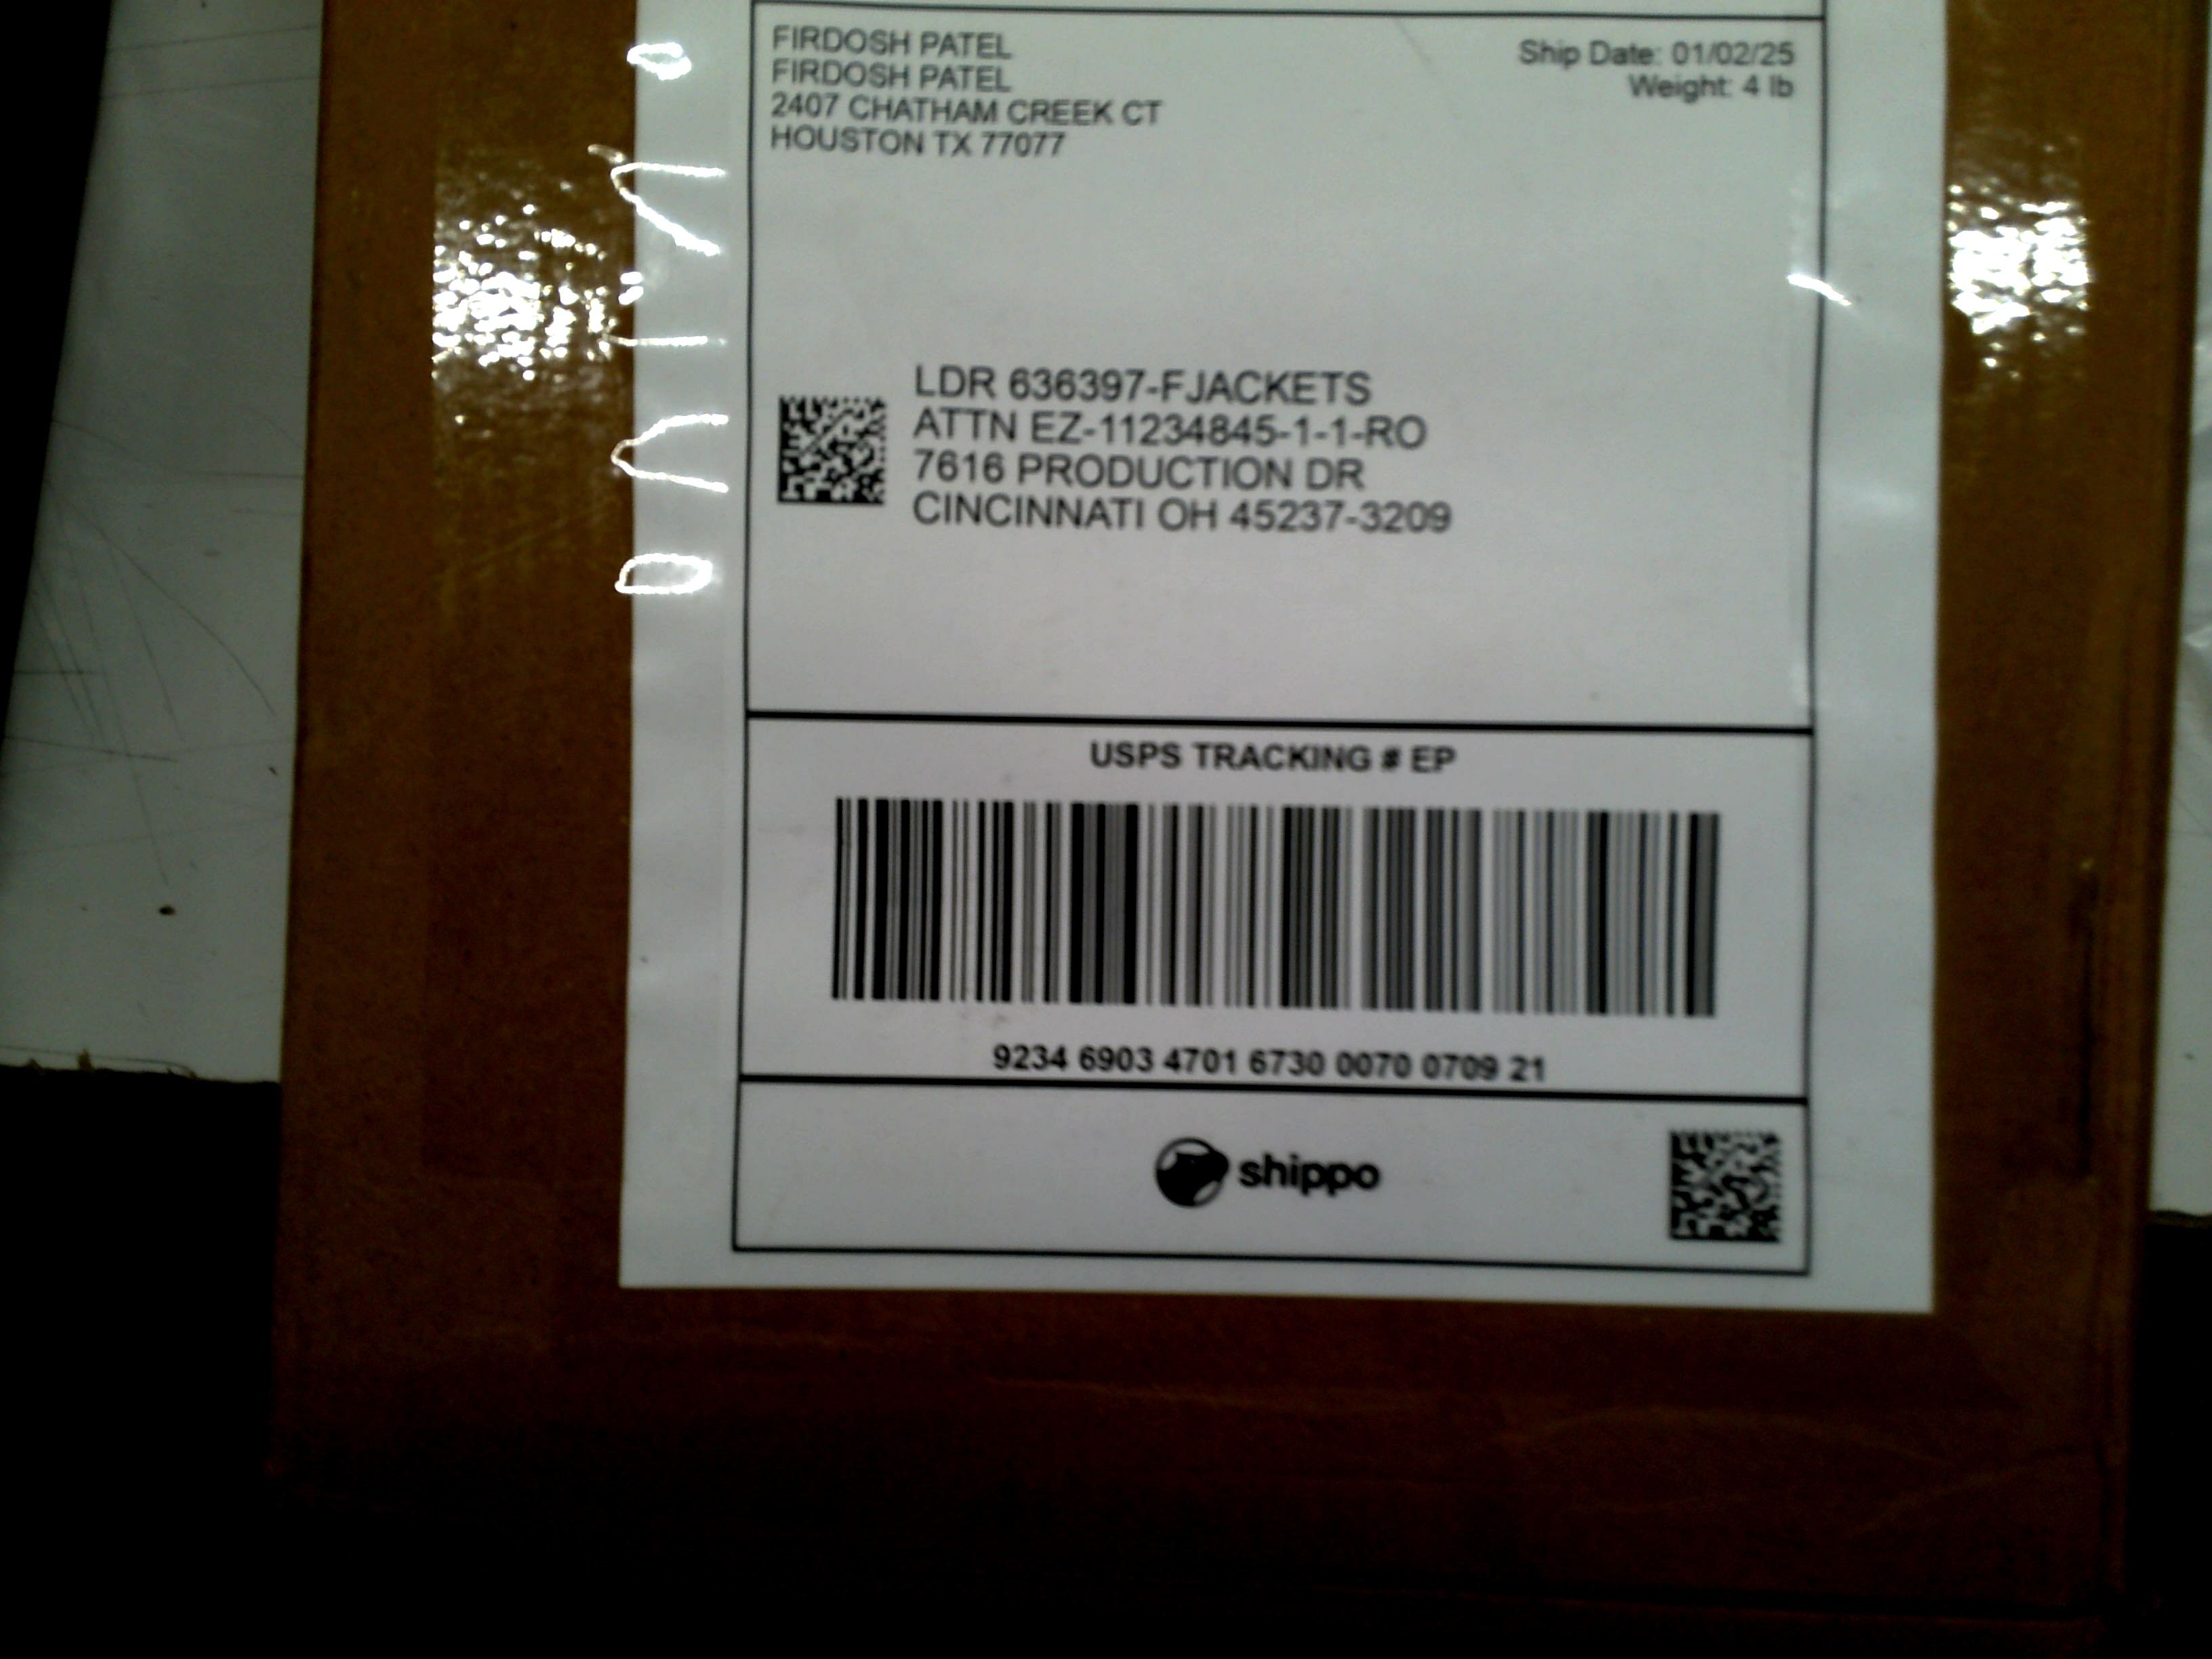 FIRDOSH PATEL
FIRDOSH PATEL
2407 CHATHAM CREEK CT
HOUSTON TX 77077
Ship Date: 01/02/25
Weight: 4 lb
LDR 636397-FJACKETS
ATTN EZ-11234845-1-1-RO
7616 PRODUCTION DR
CINCINNATI OH 45237-3209
USPS TRACKING # EP
9234 6903 4701 6730 0070 0709 21
shippo